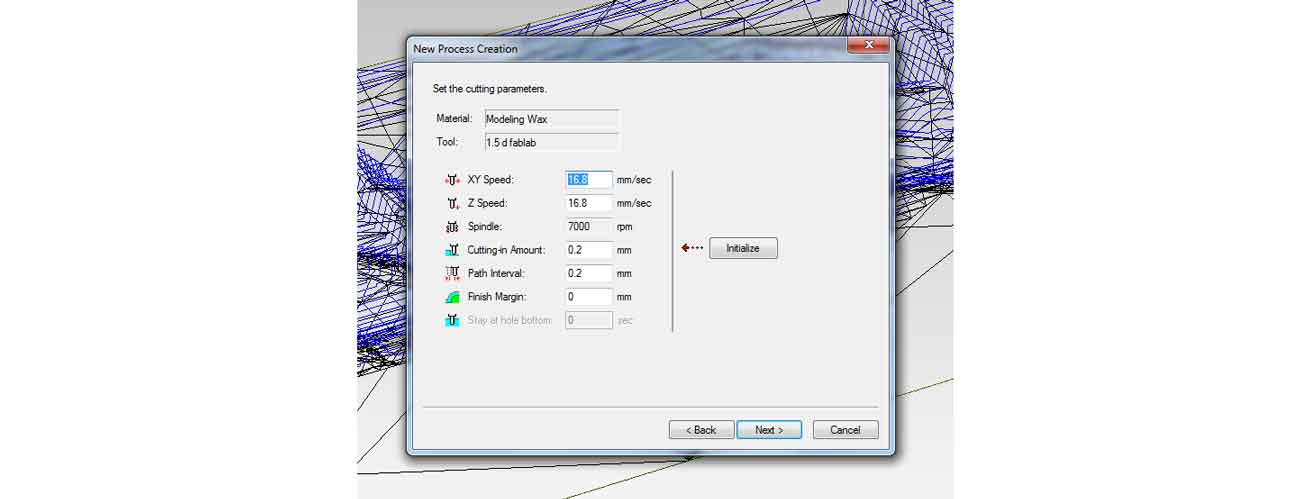 New Process Creation
Set the cutting parameters.
Material: Modeling Wax
Tool: 1.5 d fablab
XY Speed: 16.8 mm/sec
Z Speed: 16.8 mm/sec
Spindle: 7000 rpm
Cutting-in Amount: 0.2 mm
Initialize
Path Interval: 0.2 mm
Finish Margin: 0 mm
Stay at hole bottom: 0 sec
< Back Next > Cancel